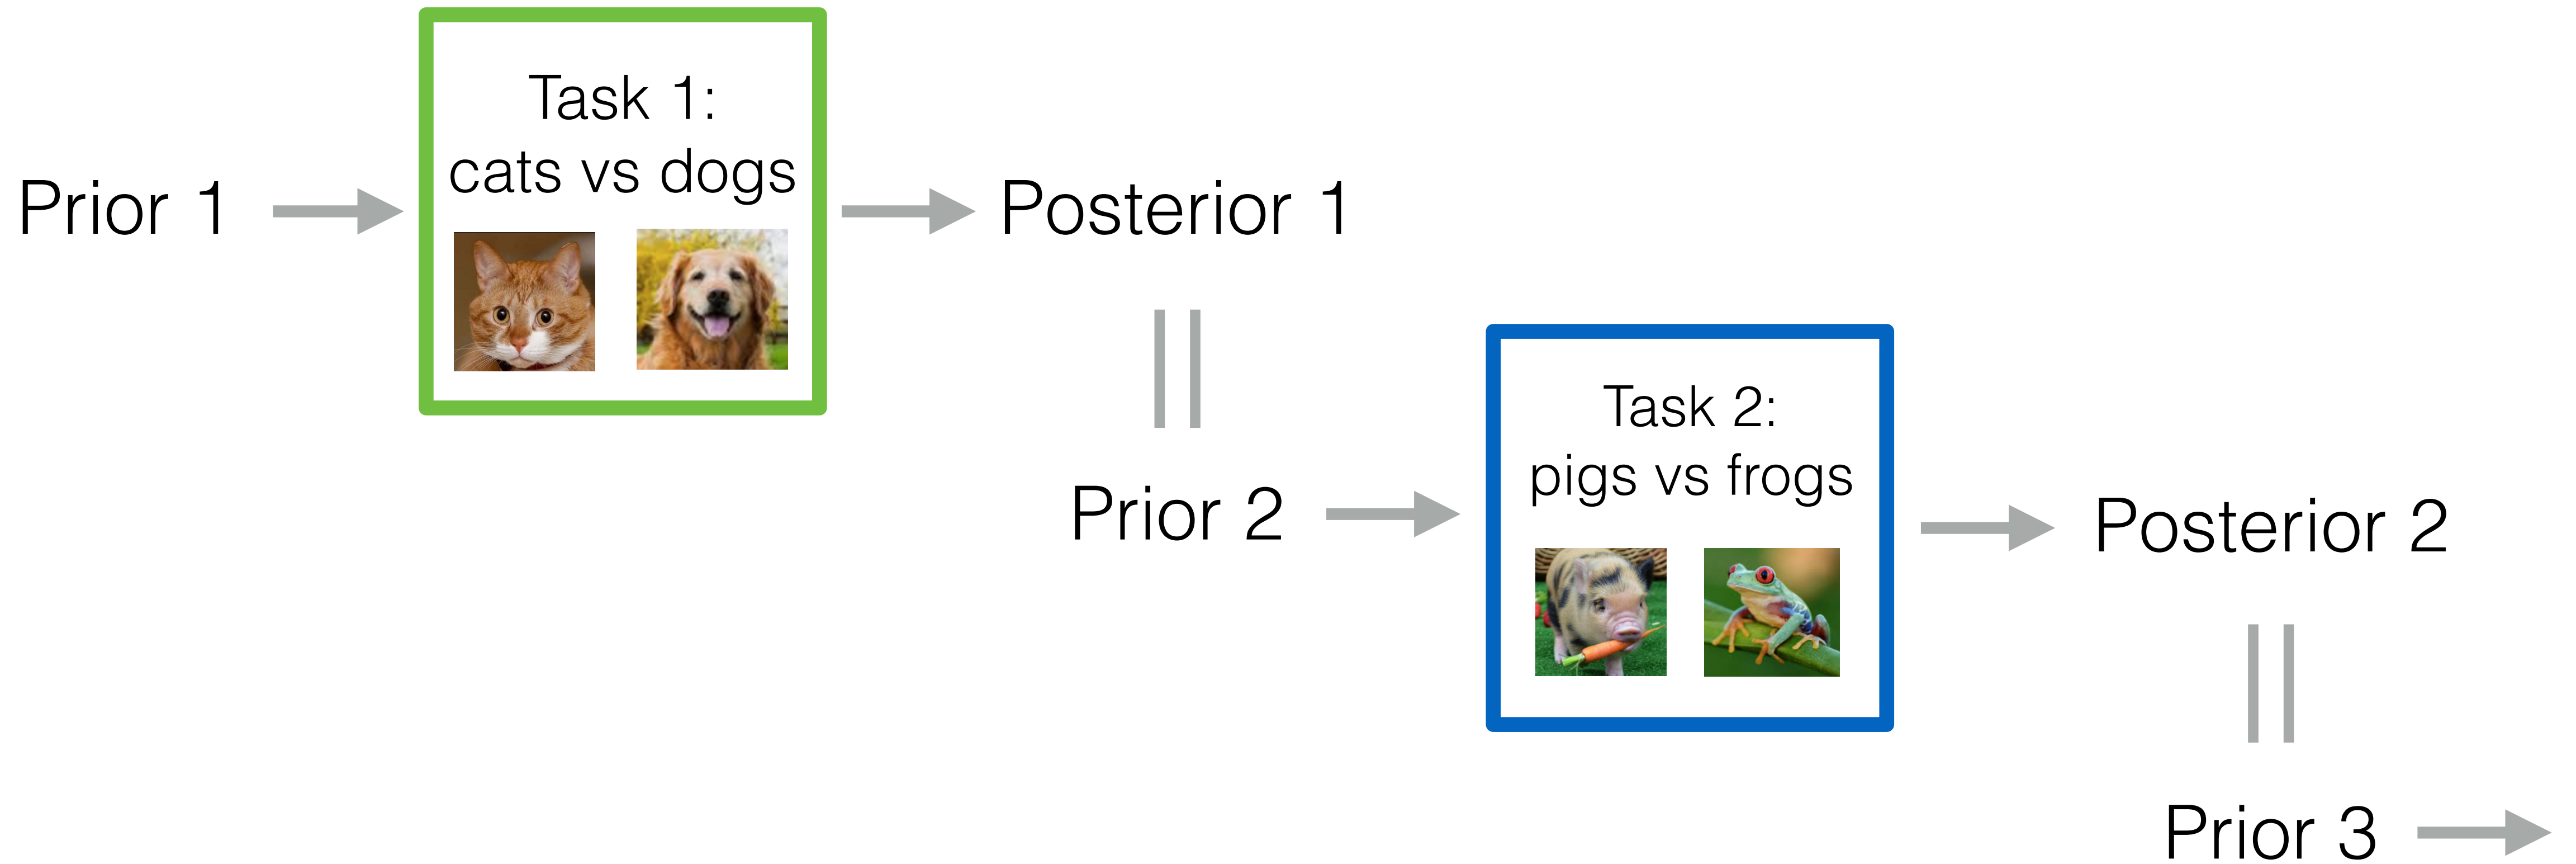 Prior 1
Task 1:
cats vs dogs
Posterior 1
Prior 2
Task 2:
pigs vs frogs
Posterior 2
Prior 3